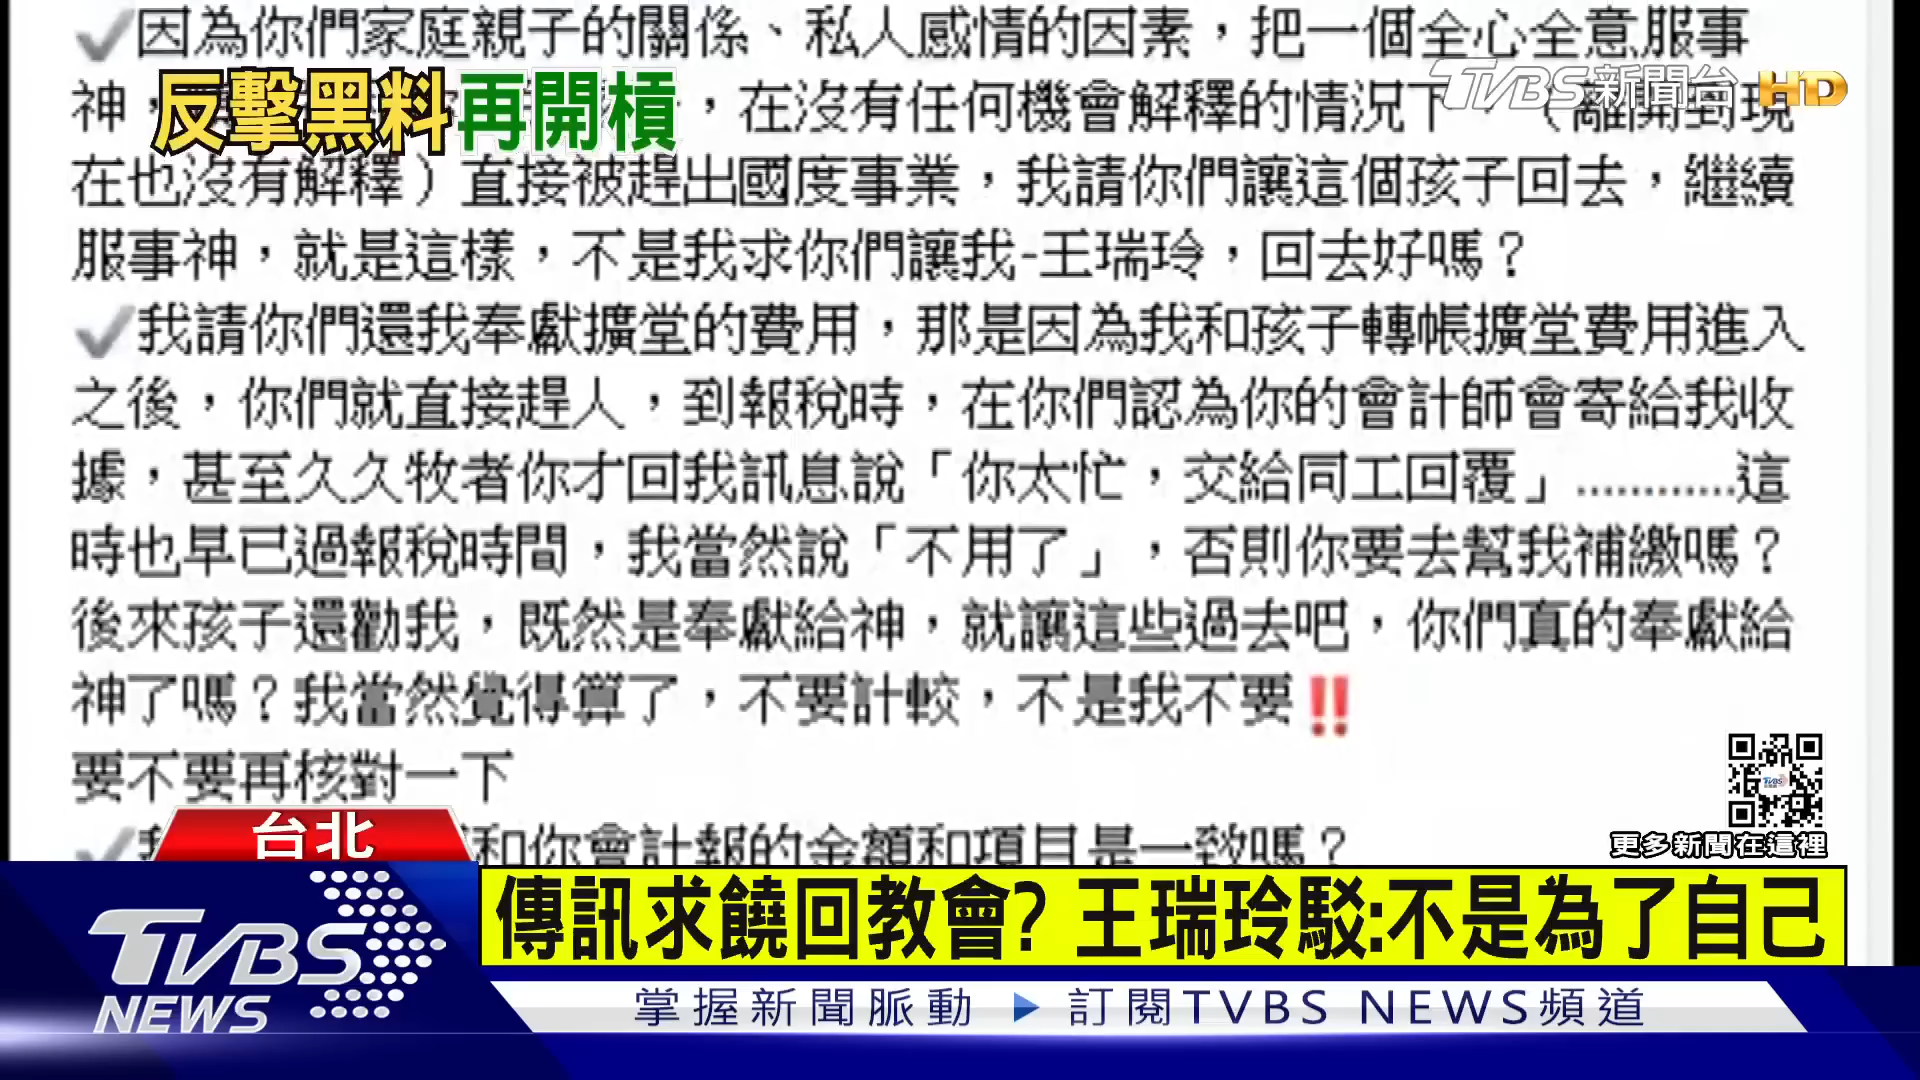 ✔因為你們家庭親子的關係、私人感情的因素，把一個全心全意服事
神，
，在沒有任何機會解釋的情況下，（離開到現
在也沒有解釋）直接被趕出國度事業，我請你們讓這個孩子回去，繼續
服事神，就是這樣，不是我求你們讓我-王瑞玲，回去好嗎？
✔我請你們還我奉獻擴堂的費用，那是因為我和孩子轉帳擴堂費用進入
之後，你們就直接趕人，到報稅時，在你們認為你的會計師會寄給我收
據，甚至久久牧者你才回我訊息說「你太忙，交給同工回覆」............這
時也早已過報稅時間，我當然說「不用了」，否則你要去幫我補繳嗎？
後來孩子還勸我，既然是奉獻給神，就讓這些過去吧，你們真的奉獻給
神了嗎？我當然覺得算了，不要計較，不是我不要‼
要不要再核對一下
和你會計報的金額和項目是一致嗎？
反擊黑料再開槓
TVBS新聞台 HD
更多新聞在這裡
台北
傳訊求饒回教會? 王瑞玲駁:不是為了自己
TVBS NEWS
掌握新聞脈動 ▶ 訂閱TVBS NEWS頻道